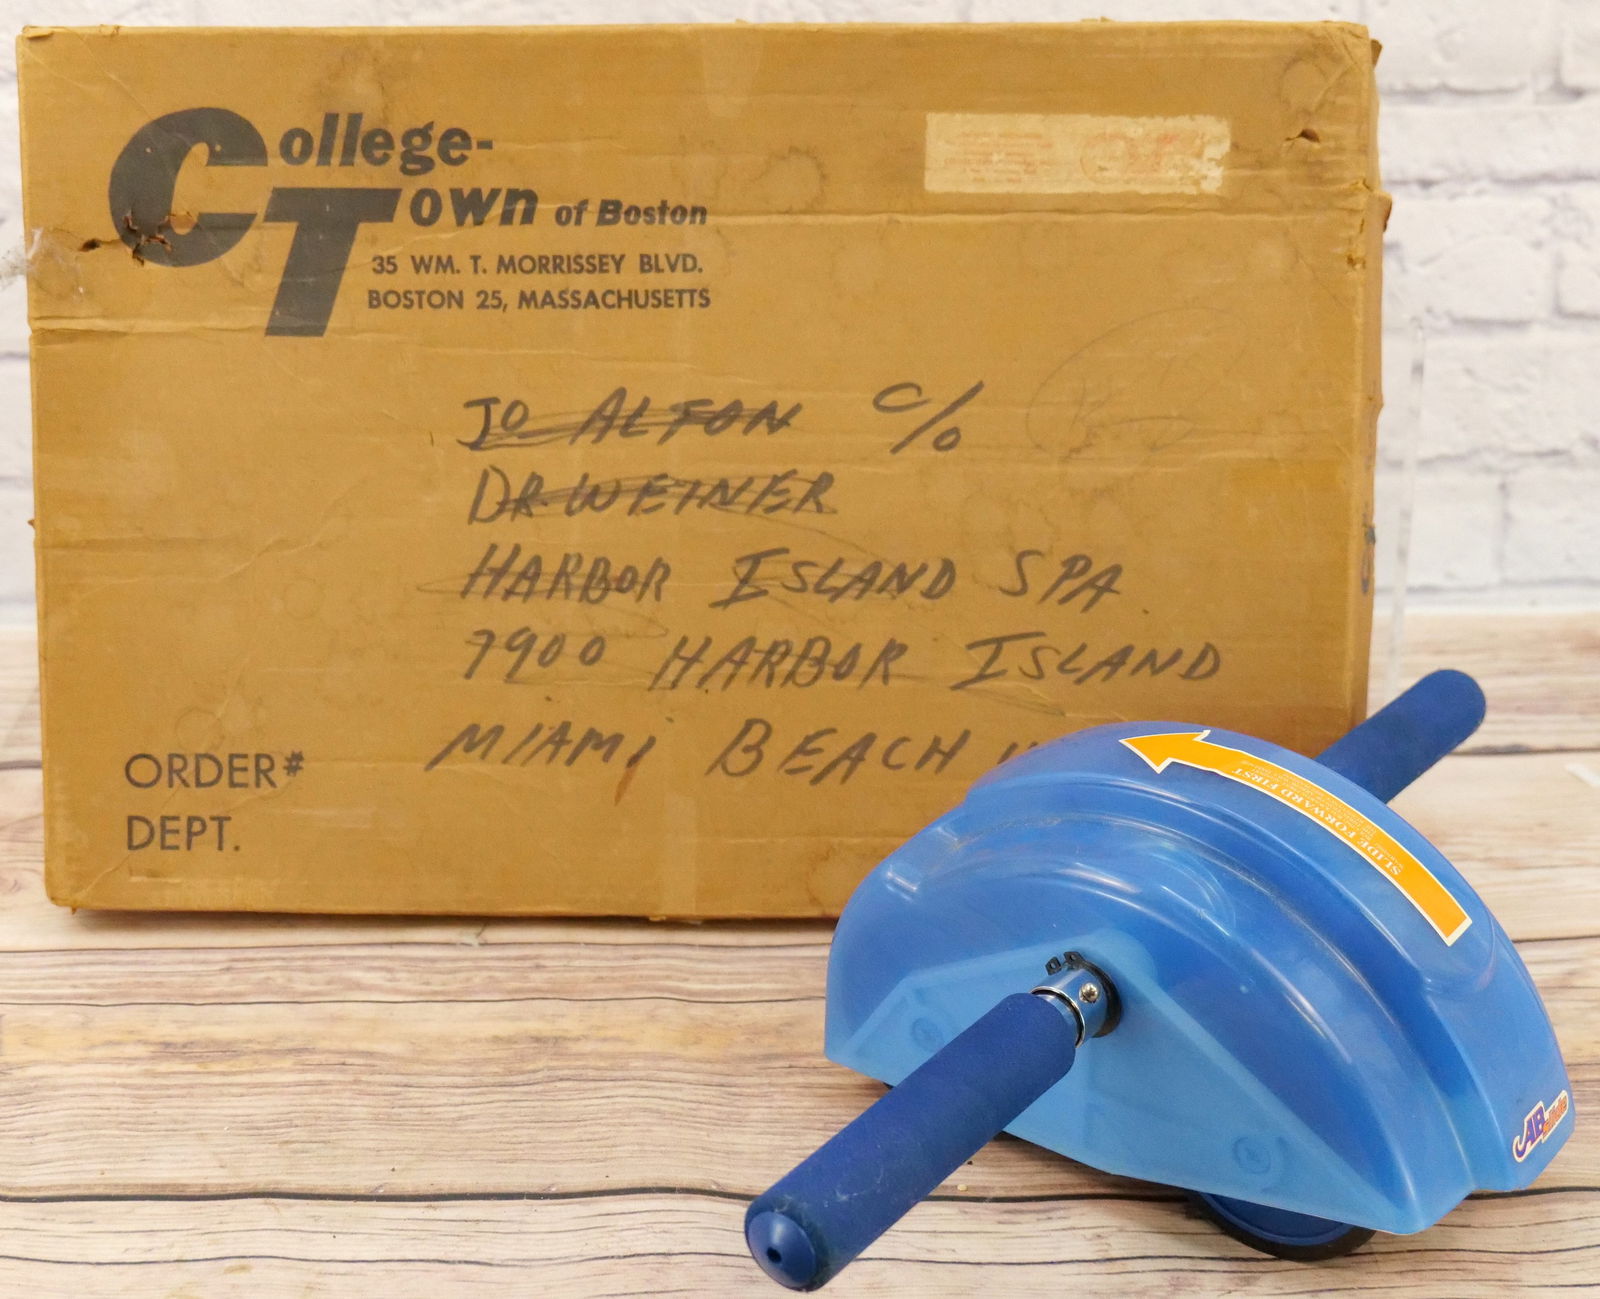 College-
Town of Boston
35 WM. T. MORRISSEY BLVD.
BOSTON 25, MASSACHUSETTS
JO ALTON C/O
DR WEINER
HARBOR ISLAND SPA
7900 HARBOR ISLAND
MIAMI BEACH
ORDER#
DEPT.
SLIDE FORWARD FIRST
ABslide